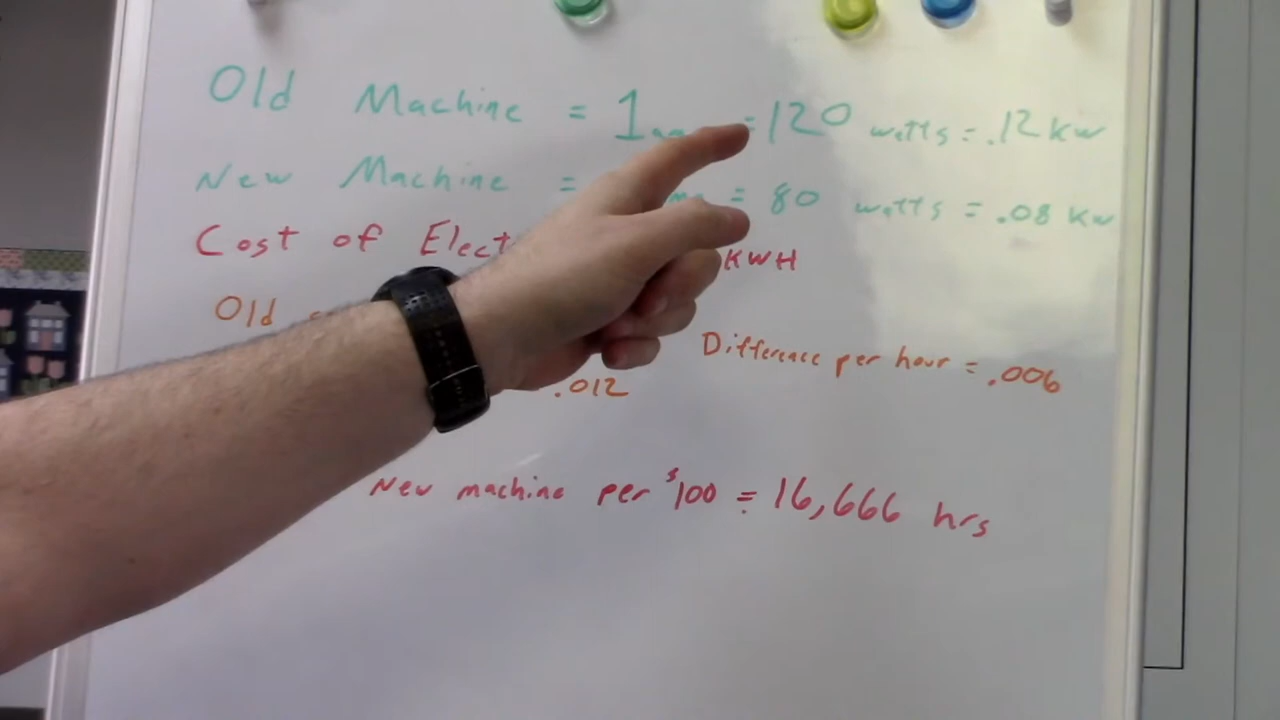 Old Machine = 1 = 120 watts = .12 kw
New Machine = = 80 watts = .08 Kw
Cost of KWH
Old
Difference per hour = .006
.012
New machine per $100 = 16,666 hrs